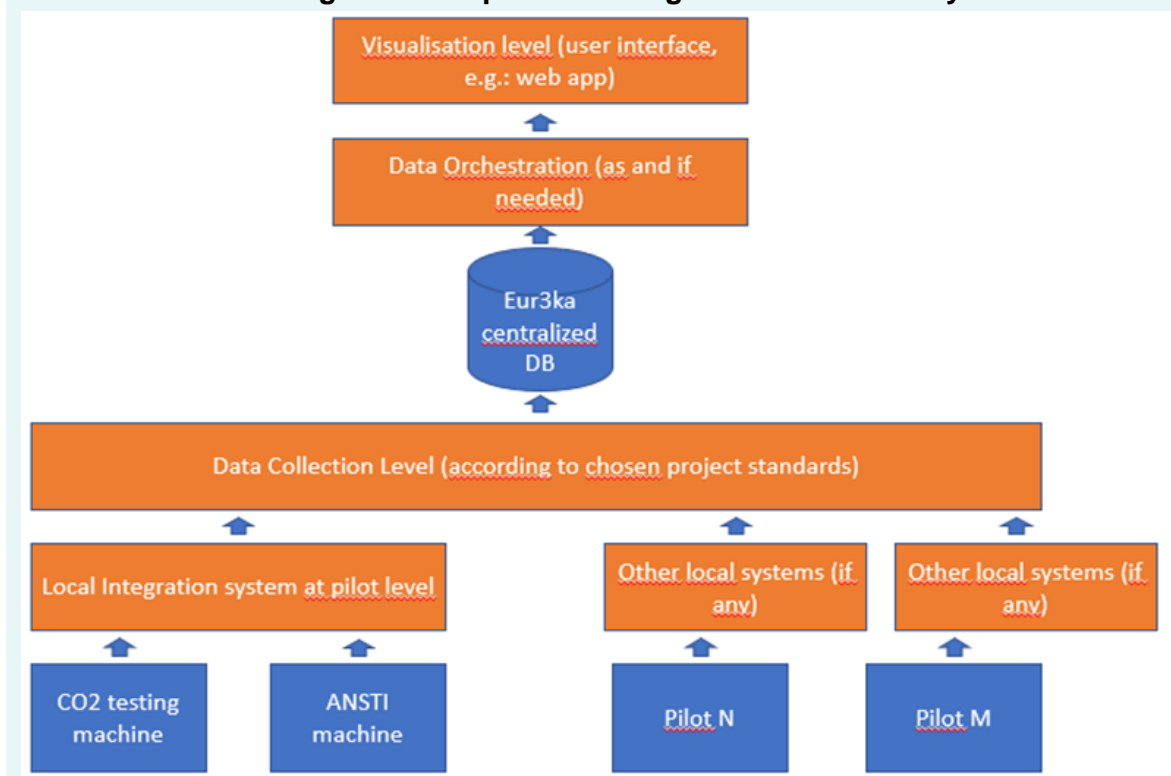 Visualisation level (user interface,
e.g.: web app)
Data Orchestration (as and if
needed)
Eur3ka
centralized
DB
Data Collection Level (according to chosen project standards)
Local Integration system at pilot level
Other local systems (if
any)
Other local systems (if
any)
CO2 testing
machine
ANSTI
machine
Pilot N
Pilot M